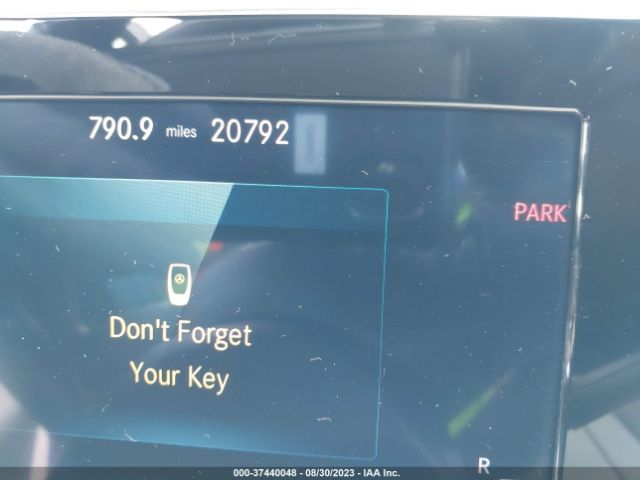 790.9 miles 20792
PARK
Don't Forget
Your Key
R
000-37440048 - 08/30/2023 - IAA Inc.